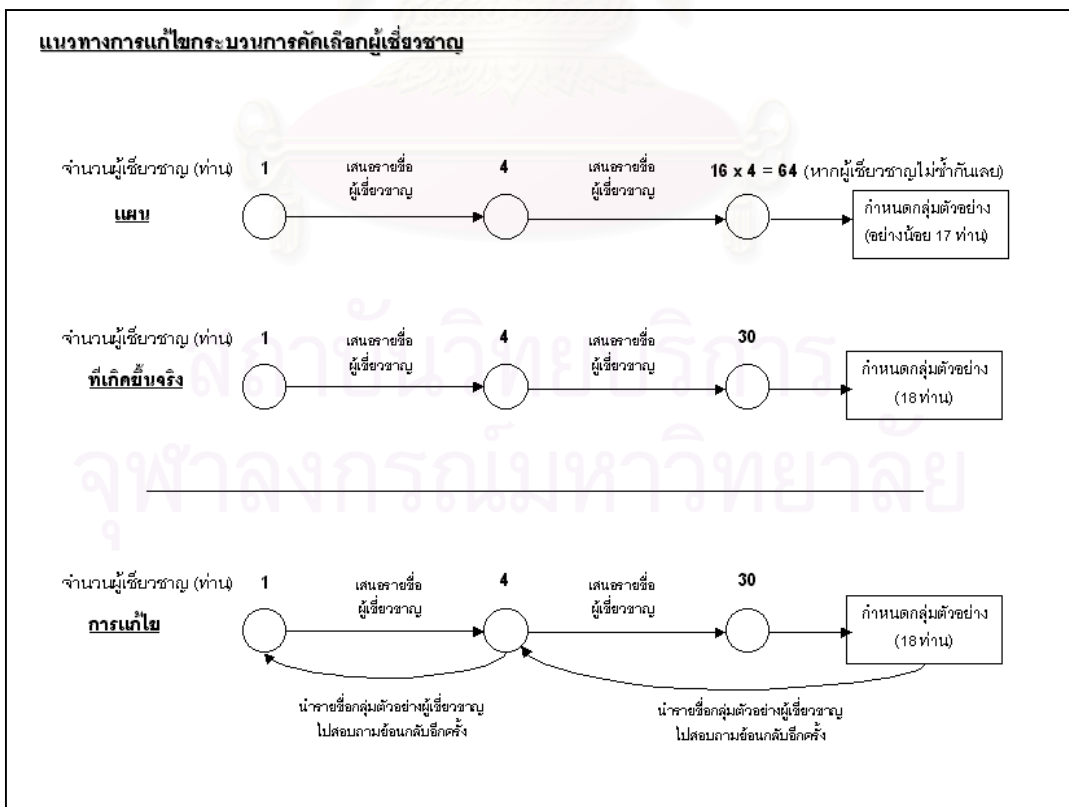 แนวทางการแก้ไขกระบวนการคัดเลือกผู้เชี่ยวชาญ
จำนวนผู้เชี่ยวชาญ (ท่าน) 1 เสนอรายชื่อ 4 เสนอรายชื่อ 16 x 4 = 64 (หากผู้เชี่ยวชาญไม่ซ้ำกันเลย)
ผู้เชี่ยวชาญ ผู้เชี่ยวชาญ
แผน กำหนดกลุ่มตัวอย่าง
(อย่างน้อย 17 ท่าน)
จำนวนผู้เชี่ยวชาญ (ท่าน) 1 เสนอรายชื่อ 4 เสนอรายชื่อ 30
ผู้เชี่ยวชาญ ผู้เชี่ยวชาญ
ที่เกิดขึ้นจริง กำหนดกลุ่มตัวอย่าง
(18 ท่าน)
สถาบันวิทยบริการ
จุฬาลงกรณ์มหาวิทยาลัย
จำนวนผู้เชี่ยวชาญ (ท่าน) 1 เสนอรายชื่อ 4 เสนอรายชื่อ 30
ผู้เชี่ยวชาญ ผู้เชี่ยวชาญ
การแก้ไข กำหนดกลุ่มตัวอย่าง
(18 ท่าน)
นำรายชื่อกลุ่มตัวอย่างผู้เชี่ยวชาญ นำรายชื่อกลุ่มตัวอย่างผู้เชี่ยวชาญ
ไปสอบถามย้อนกลับอีกครั้ง ไปสอบถามย้อนกลับอีกครั้ง